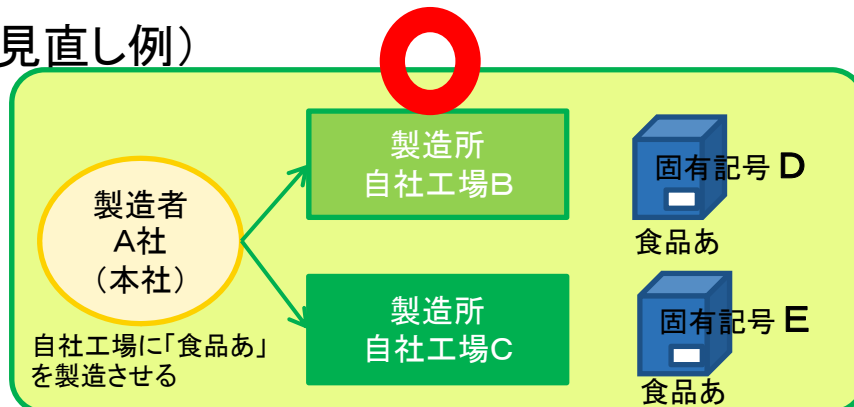 見直し例）
製造所
自社工場B
固有記号 D
食品あ
製造者
A社
（本社）
自社工場に「食品あ」
を製造させる
製造所
自社工場C
固有記号 E
食品あ